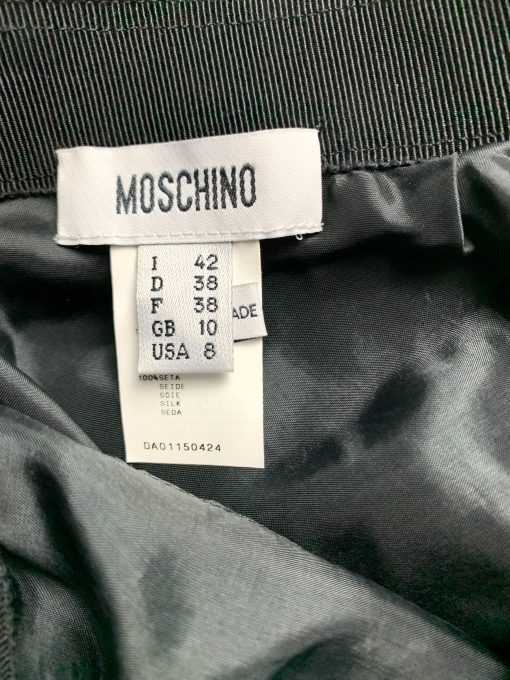 MOSCHINO
I 42
D 38
F 38
GB 10
USA 8
ADE
100%SETA
SEIDE
SOIE
SILK
SEDA
DA01150424